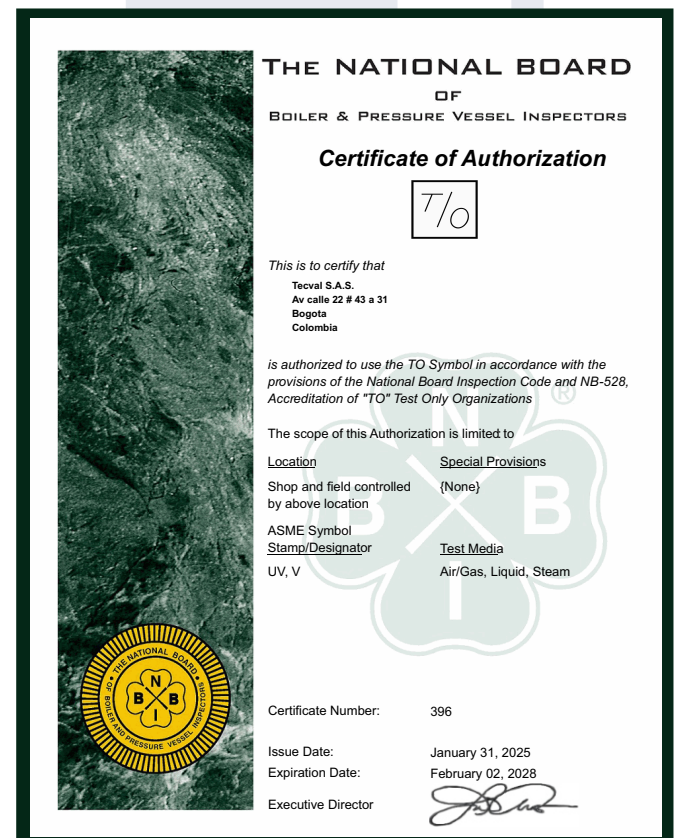 THE NATIONAL BOARD
OF
BOILER & PRESSURE VESSEL INSPECTORS
Certificate of Authorization
T/O
This is to certify that
Tecval S.A.S.
Av calle 22 # 43 a 31
Bogota
Colombia
is authorized to use the TO Symbol in accordance with the
provisions of the National Board Inspection Code and NB-528,
Accreditation of "TO" Test Only Organizations
®
The scope of this Authorization is limited to
Location Special Provisions
Shop and field controlled {None}
by above location
ASME Symbol
Stamp/Designator Test Media
UV, V Air/Gas, Liquid, Steam
N
B B
I
THE NATIONAL BOARD
OF BOILER AND PRESSURE VESSEL INSPECTORS
N
B B
I
Certificate Number: 396
Issue Date: January 31, 2025
Expiration Date: February 02, 2028
Executive Director